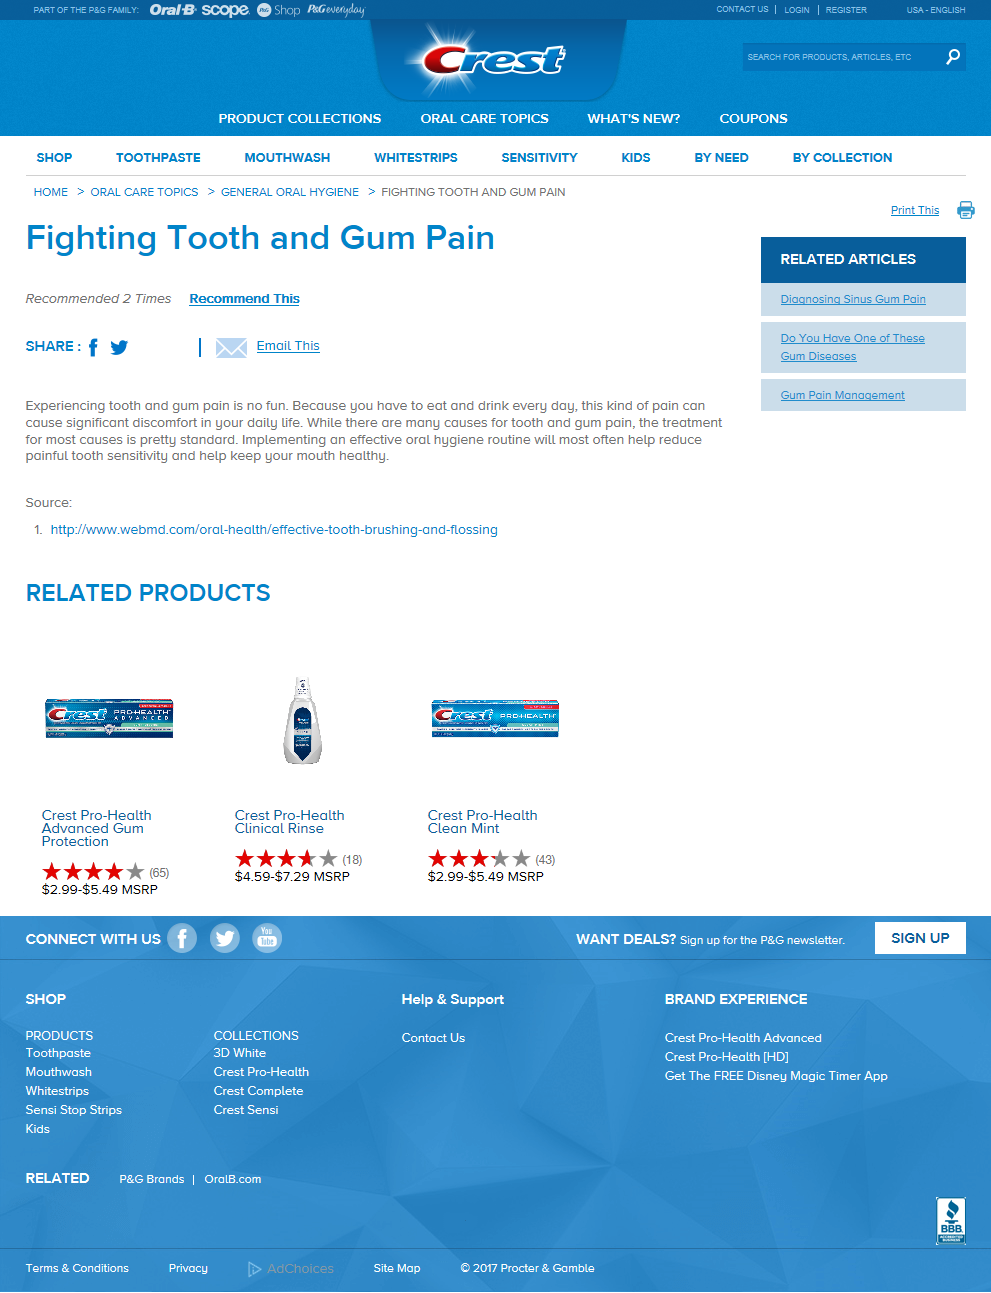 PART OF THE P&G FAMILY: Oral-B scope. P&G Shop P&G everyday
CONTACT US | LOGIN | REGISTER USA - ENGLISH
Crest
SEARCH FOR PRODUCTS, ARTICLES, ETC
PRODUCT COLLECTIONS ORAL CARE TOPICS WHAT'S NEW? COUPONS
SHOP TOOTHPASTE MOUTHWASH WHITESTRIPS SENSITIVITY KIDS BY NEED BY COLLECTION
HOME > ORAL CARE TOPICS > GENERAL ORAL HYGIENE > FIGHTING TOOTH AND GUM PAIN
Print This
Fighting Tooth and Gum Pain
Recommended 2 Times Recommend This
SHARE : | Email This
Experiencing tooth and gum pain is no fun. Because you have to eat and drink every day, this kind of pain can
cause significant discomfort in your daily life. While there are many causes for tooth and gum pain, the treatment
for most causes is pretty standard. Implementing an effective oral hygiene routine will most often help reduce
painful tooth sensitivity and help keep your mouth healthy.
Source:
1. http://www.webmd.com/oral-health/effective-tooth-brushing-and-flossing
RELATED ARTICLES
Diagnosing Sinus Gum Pain
Do You Have One of These
Gum Diseases
Gum Pain Management
RELATED PRODUCTS
Crest PRO-HEALTH
ADVANCED
Crest PRO-HEALTH
Crest Pro-Health
Advanced Gum
Protection
(65)
$2.99-$5.49 MSRP
Crest Pro-Health
Clinical Rinse
(18)
$4.59-$7.29 MSRP
Crest Pro-Health
Clean Mint
(43)
$2.99-$5.49 MSRP
CONNECT WITH US You Tube
WANT DEALS? Sign up for the P&G newsletter. SIGN UP
SHOP
PRODUCTS
Toothpaste
Mouthwash
Whitestrips
Sensi Stop Strips
Kids
COLLECTIONS
3D White
Crest Pro-Health
Crest Complete
Crest Sensi
Help & Support
Contact Us
BRAND EXPERIENCE
Crest Pro-Health Advanced
Crest Pro-Health [HD]
Get The FREE Disney Magic Timer App
RELATED P&G Brands | OralB.com
BBB.
ACCREDITED
BUSINESS
Terms & Conditions Privacy AdChoices Site Map © 2017 Procter & Gamble